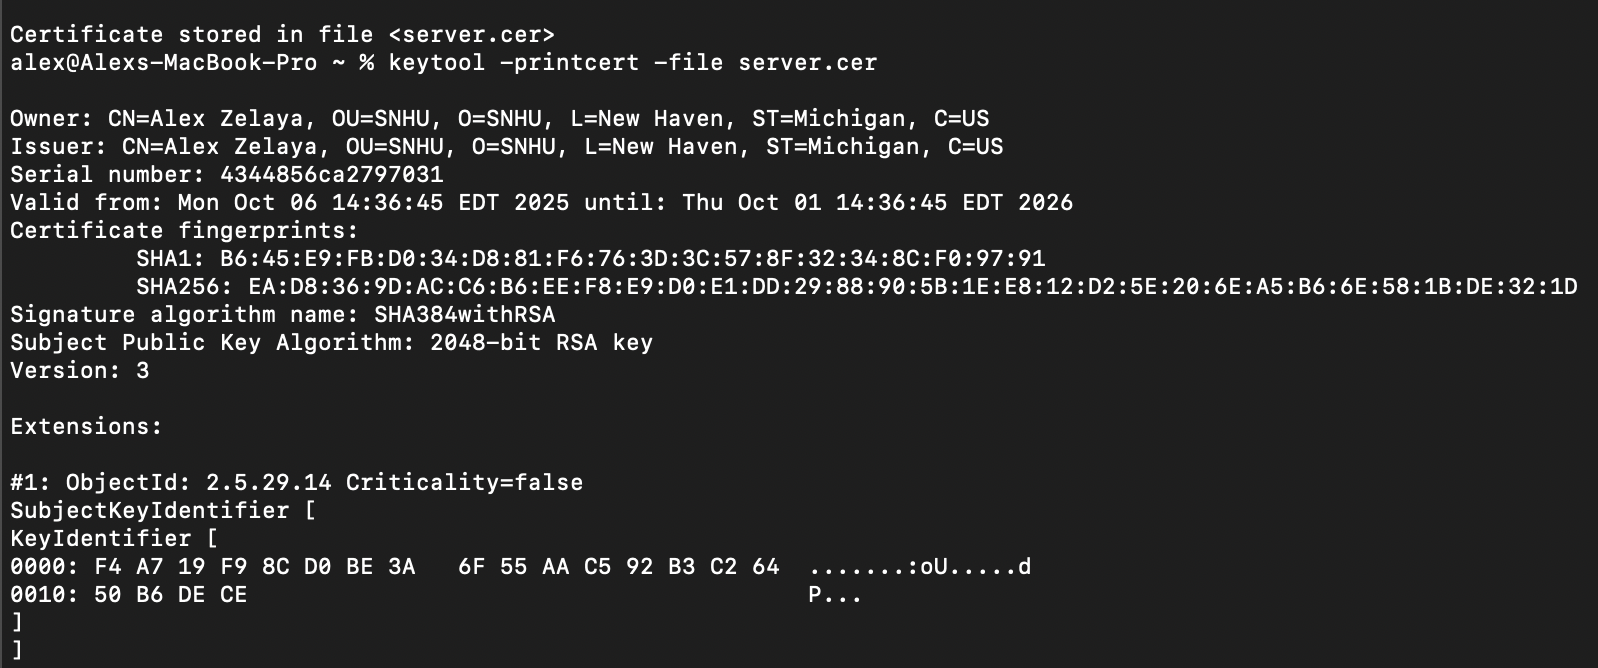 Certificate stored in file <server.cer>
alex@Alexs-MacBook-Pro ~ % keytool -printcert -file server.cer
Owner: CN=Alex Zelaya, OU=SNHU, O=SNHU, L=New Haven, ST=Michigan, C=US
Issuer: CN=Alex Zelaya, OU=SNHU, O=SNHU, L=New Haven, ST=Michigan, C=US
Serial number: 4344856ca2797031
Valid from: Mon Oct 06 14:36:45 EDT 2025 until: Thu Oct 01 14:36:45 EDT 2026
Certificate fingerprints:
SHA1: B6:45:E9:FB:D0:34:D8:81:F6:76:3D:3C:57:8F:32:34:8C:F0:97:91
SHA256: EA:D8:36:9D:AC:C6:B6:EE:F8:E9:D0:E1:DD:29:88:90:5B:1E:E8:12:D2:5E:20:6E:A5:B6:6E:58:1B:DE:32:1D
Signature algorithm name: SHA384withRSA
Subject Public Key Algorithm: 2048-bit RSA key
Version: 3
Extensions:
#1: ObjectId: 2.5.29.14 Criticality=false
SubjectKeyIdentifier [
KeyIdentifier [
0000: F4 A7 19 F9 8C D0 BE 3A   6F 55 AA C5 92 B3 C2 64  .......:oU.....d
0010: 50 B6 DE CE                                        P...
]
]